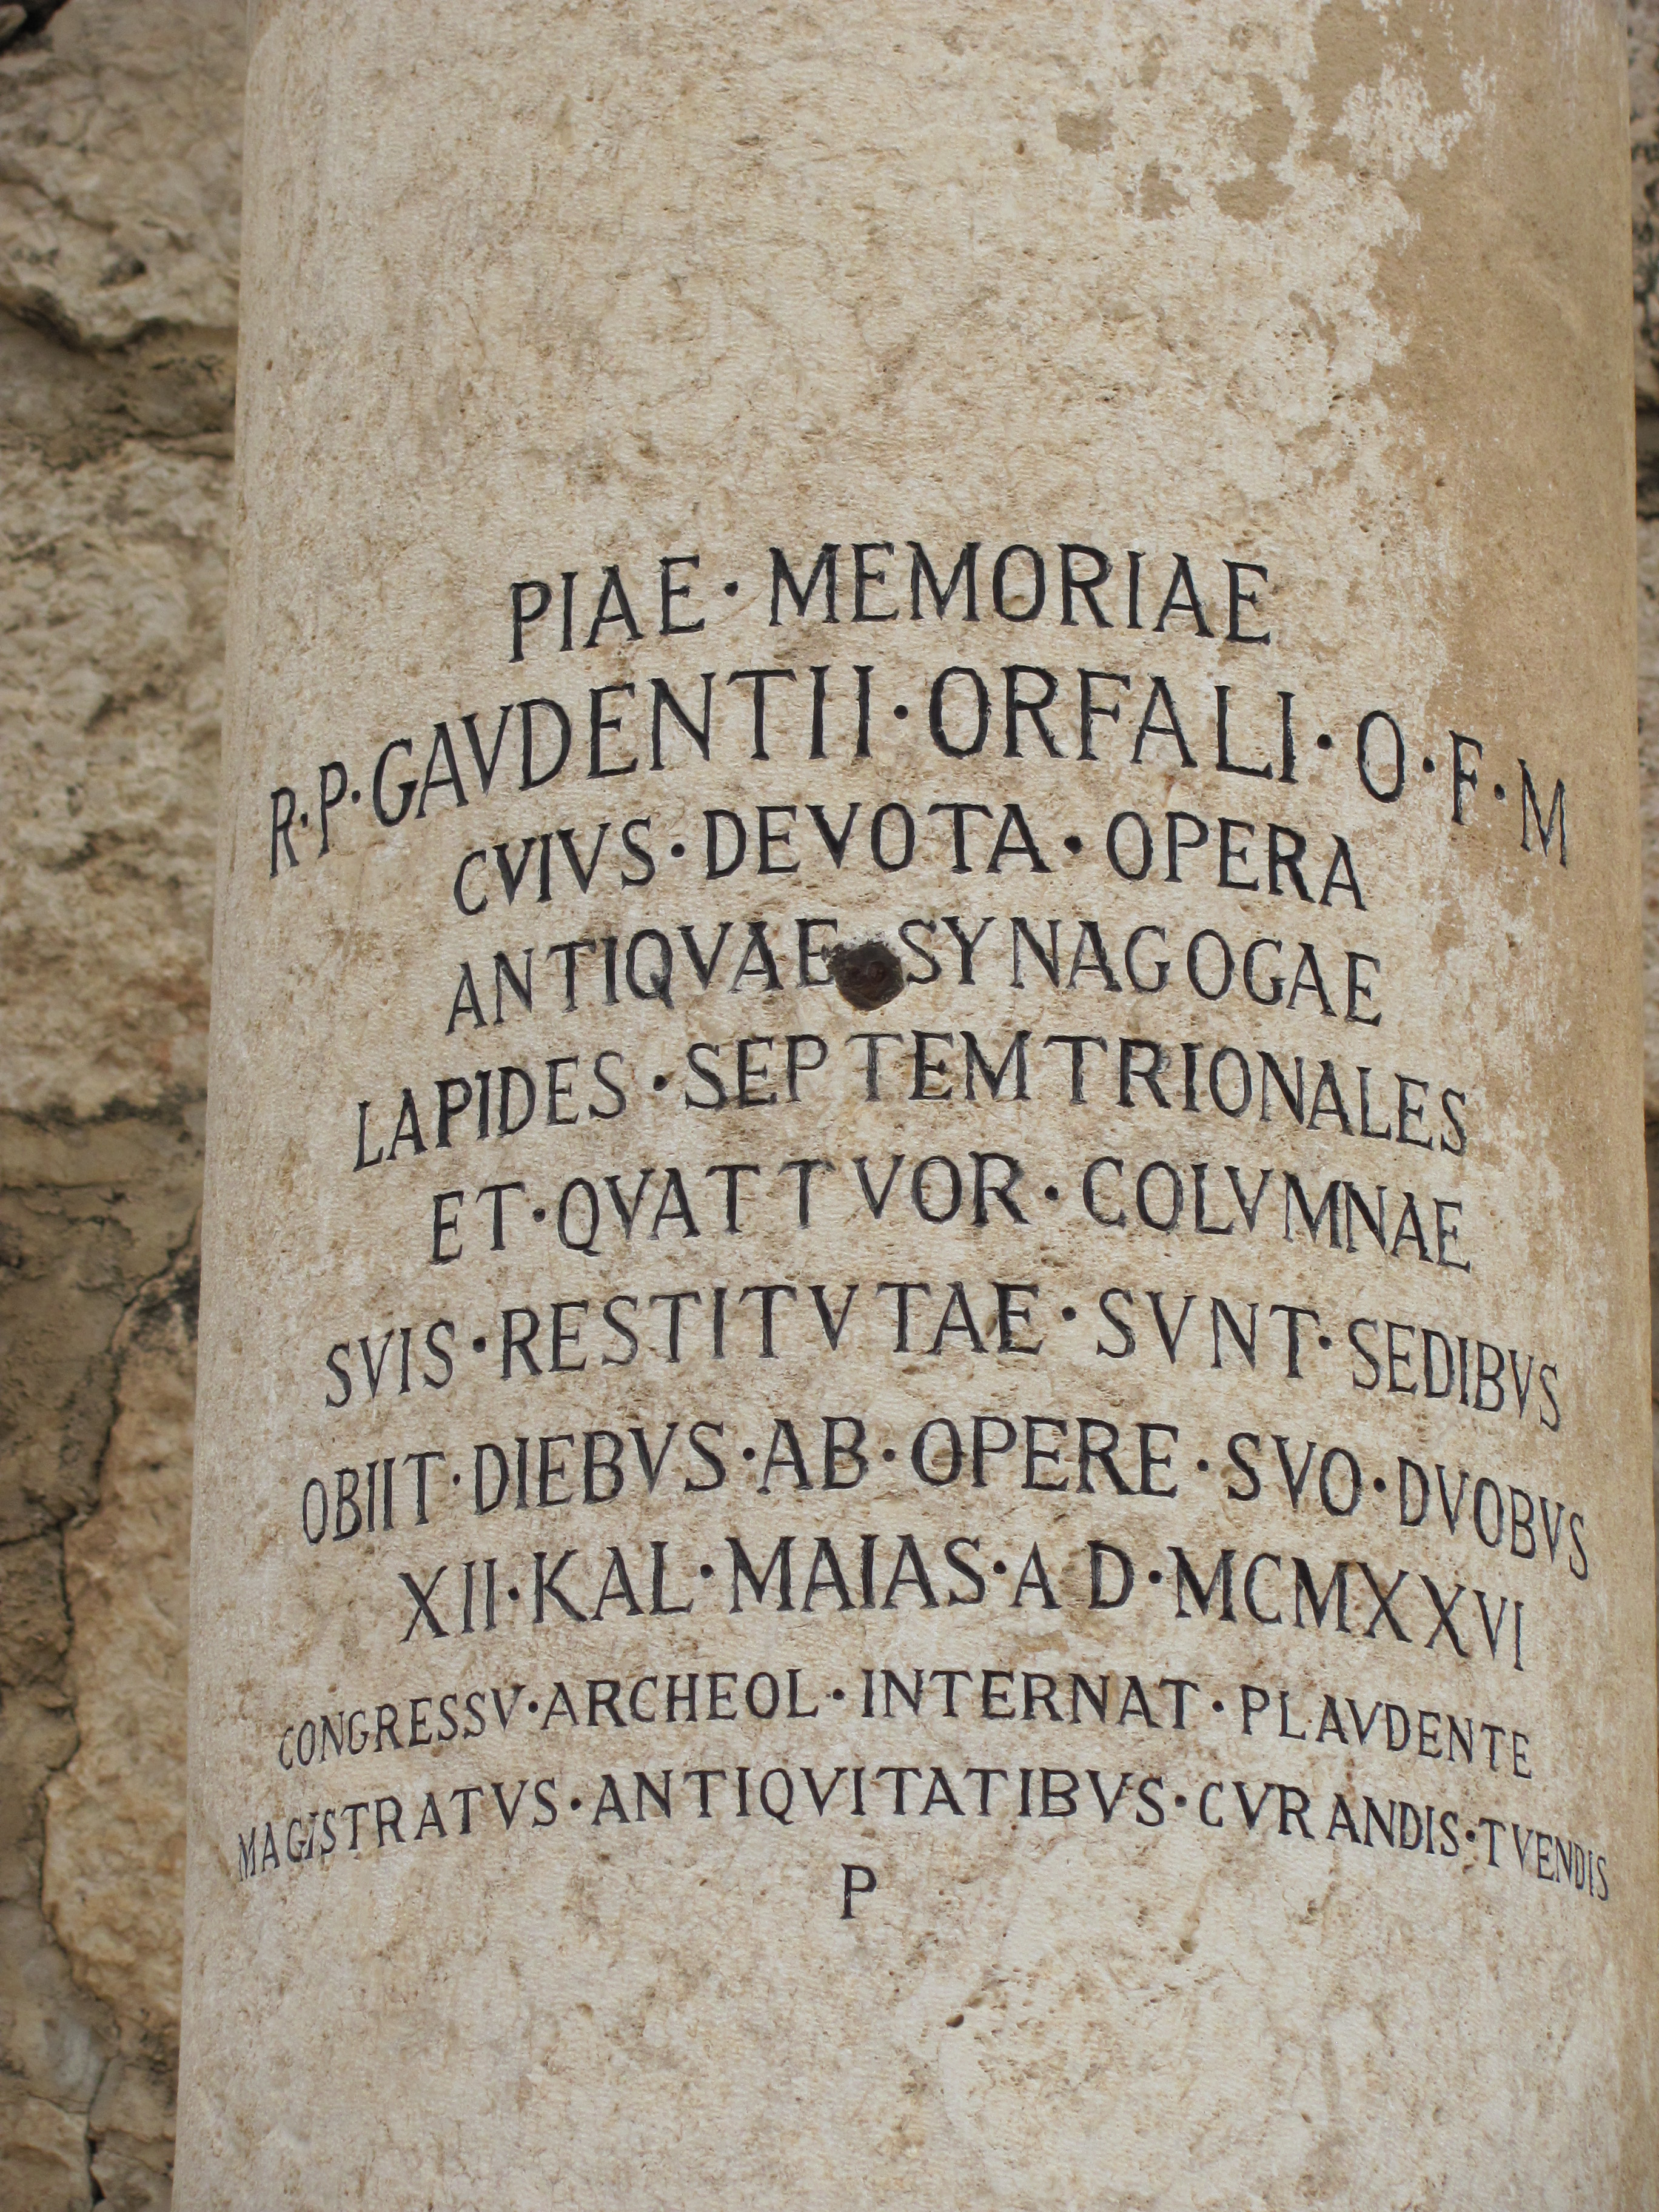 PIAE · MEMORIAE
R · P · GAVDENTII · ORFALI · O · F · M
CVIVS · DEVOTA · OPERA
ANTIQVAE SYNAGOGAE
LAPIDES · SEPTEMTRIONALES
ET · QVATTVOR · COLVMNAE
SVIS · RESTITVTAE · SVNT · SEDIBVS
OBIIT · DIEBVS · AB · OPERE · SVO · DVOBVS
XII · KAL · MAIAS · A D · MCMXXVI
CONGRESSV · ARCHEOL · INTERNAT · PLAVDENTE
MAGISTRATVS · ANTIQVITATIBVS · CVRANDIS · TVENDIS
P